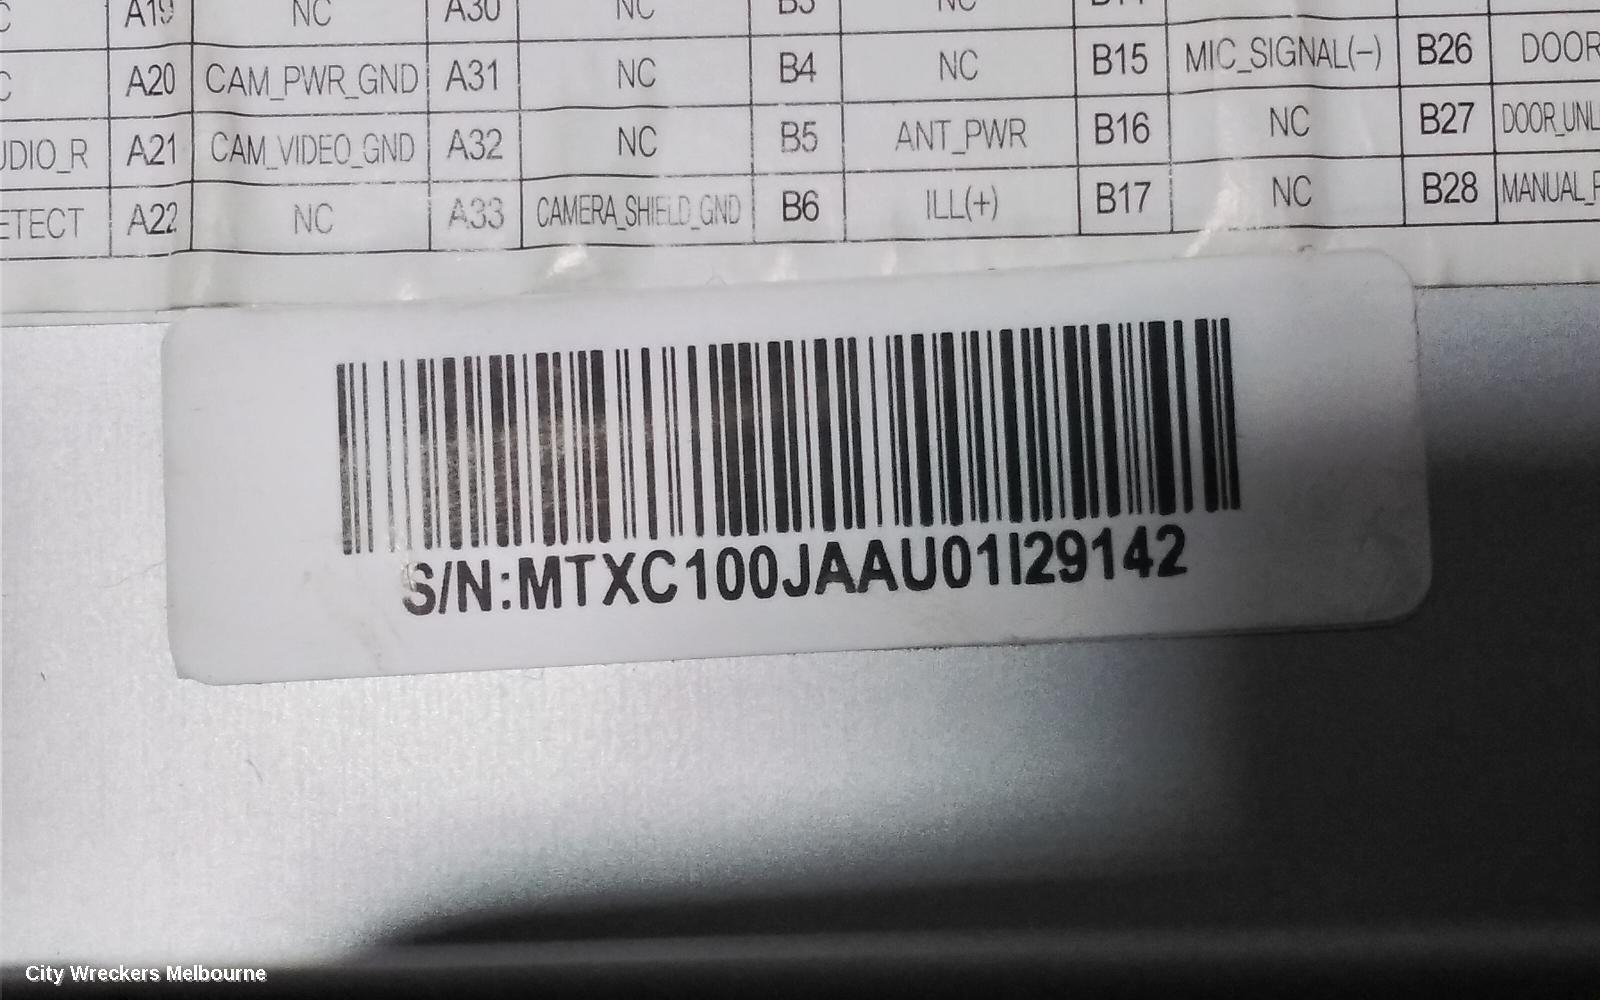 A19 NC A30 NC B3 NC
A20 CAM_PWR_GND A31 NC B4 NC B15 MIC_SIGNAL(−) B26 DOOR
UDIO_R A21 CAM_VIDEO_GND A32 NC B5 ANT_PWR B16 NC B27 DOOR_UNL
ETECT A22 NC A33 CAMERA_SHIELD_GND B6 ILL(+) B17 NC B28 MANUAL_
S/N:MTXC100JAAU01I29142
City Wreckers Melbourne